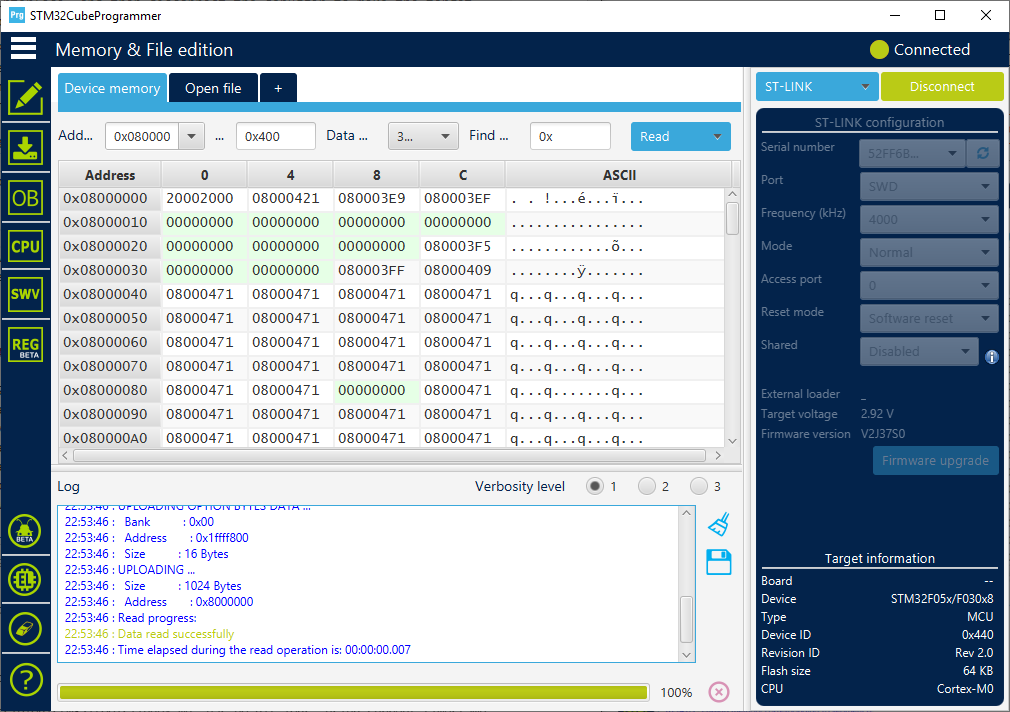 Prg STM32CubeProgrammer
Memory & File edition
Connected
Device memory Open file +
Add... 0x080000 ... 0x400 Data ... 3... Find ... 0x Read
Address 0 4 8 C ASCII
0x08000000 20002000 08000421 080003E9 080003EF . . !...é...ï...
0x08000010 00000000 00000000 00000000 00000000 ................
0x08000020 00000000 00000000 00000000 080003F5 ............õ...
0x08000030 00000000 00000000 080003FF 08000409 ........ÿ.......
0x08000040 08000471 08000471 08000471 08000471 q...q...q...q...
0x08000050 08000471 08000471 08000471 08000471 q...q...q...q...
0x08000060 08000471 08000471 08000471 08000471 q...q...q...q...
0x08000070 08000471 08000471 08000471 08000471 q...q...q...q...
0x08000080 08000471 08000471 00000000 08000471 q...q.......q...
0x08000090 08000471 08000471 08000471 08000471 q...q...q...q...
0x080000A0 08000471 08000471 08000471 08000471 q...q...q...q...
OB
CPU
SWV
REG
BETA
BETA
EL
?
Log
Verbosity level 1 2 3
22:53:46 : UPLOADING OPTION BYTES DATA ...
22:53:46 : Bank : 0x00
22:53:46 : Address : 0x1ffff800
22:53:46 : Size : 16 Bytes
22:53:46 : UPLOADING ...
22:53:46 : Size : 1024 Bytes
22:53:46 : Address : 0x8000000
22:53:46 : Read progress:
22:53:46 : Data read successfully
22:53:46 : Time elapsed during the read operation is: 00:00:00.007
100%
ST-LINK Disconnect
ST-LINK configuration
Serial number 52FF6B...
Port SWD
Frequency (kHz) 4000
Mode Normal
Access port 0
Reset mode Software reset
Shared Disabled
External loader _
Target voltage 2.92 V
Firmware version V2J37S0
Firmware upgrade
Target information
Board --
Device STM32F05x/F030x8
Type MCU
Device ID 0x440
Revision ID Rev 2.0
Flash size 64 KB
CPU Cortex-M0